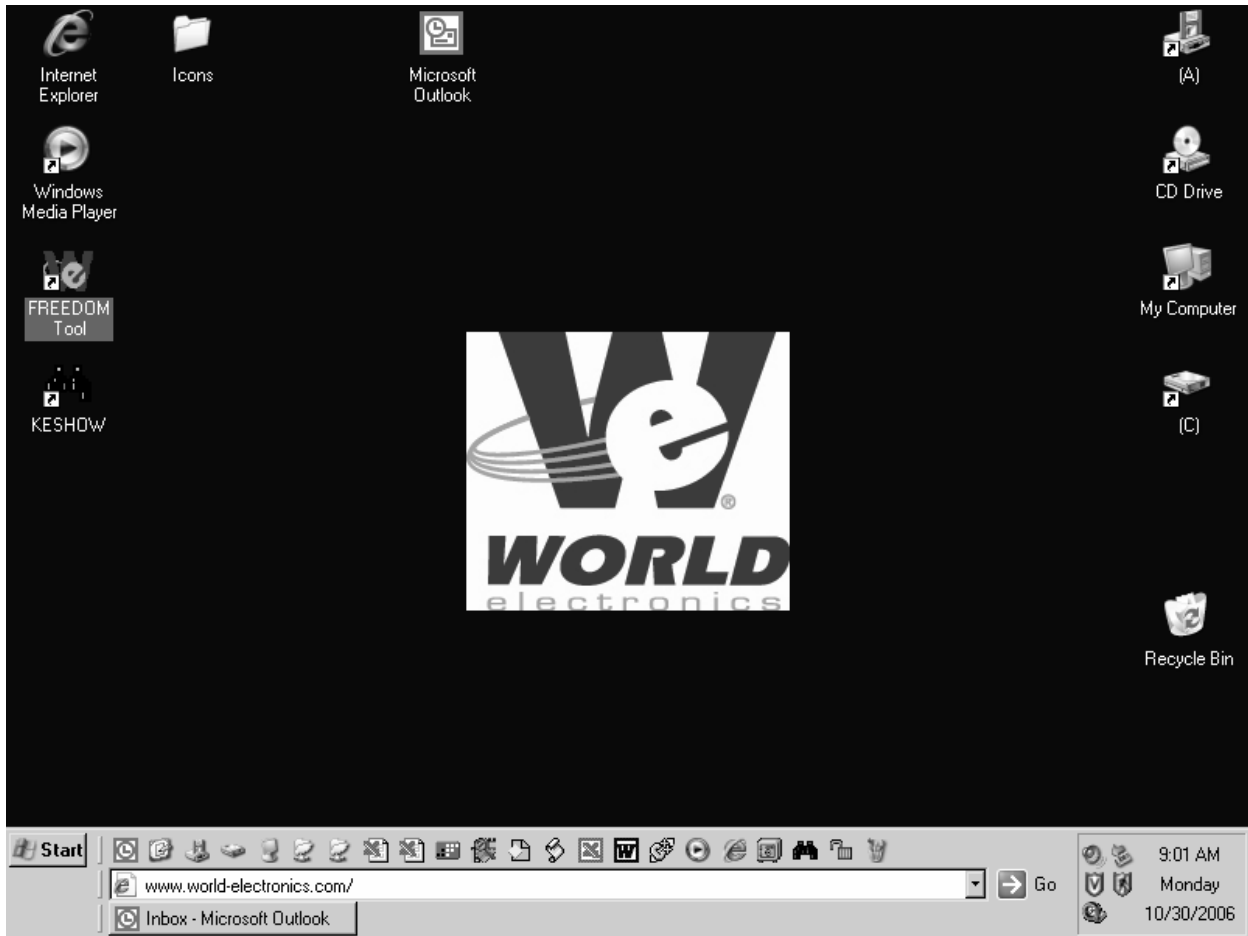 Internet
Explorer
Icons
Microsoft
Outlook
(A)
Windows
Media Player
CD Drive
FREEDOM
Tool
My Computer
KESHOW
(C)
We
®
WORLD
electronics
Recycle Bin
Start
9:01 AM
www.world-electronics.com/
Go
Monday
Inbox - Microsoft Outlook
10/30/2006